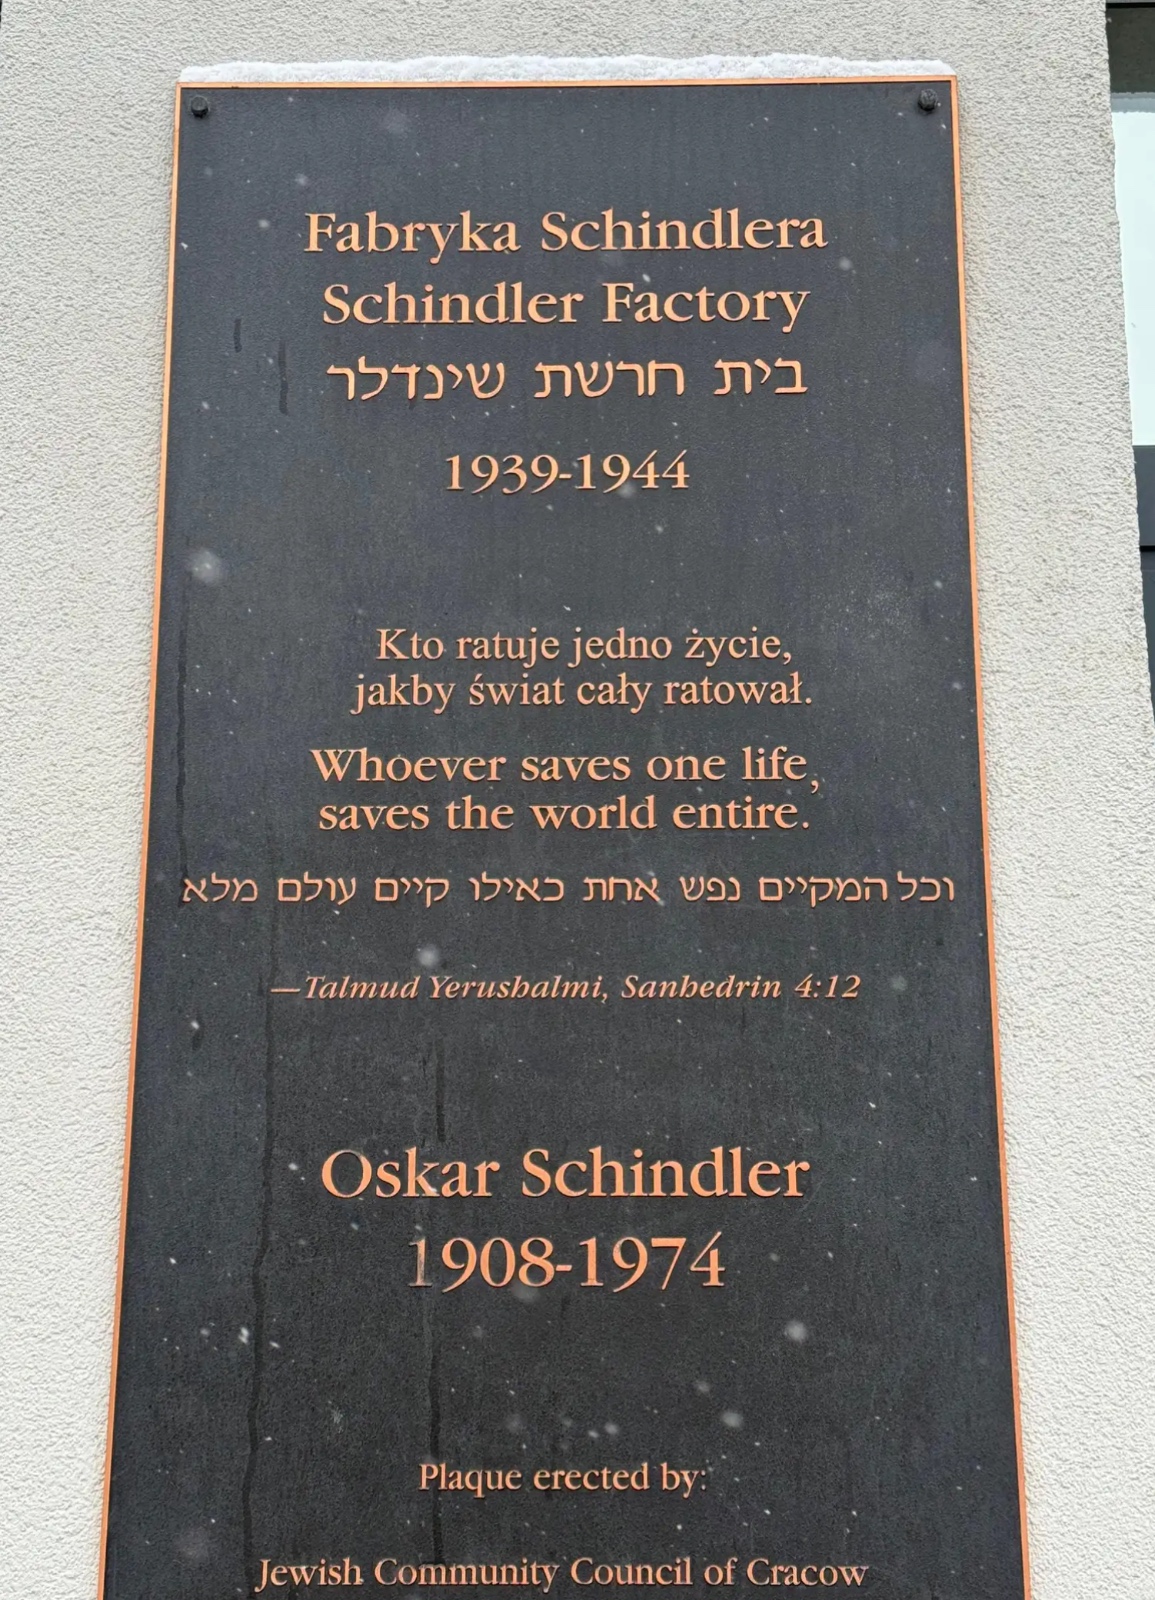 Fabryka Schindlera
Schindler Factory
בית חרשת שינדלר
1939-1944
Kto ratuje jedno życie,
jakby świat cały ratował.
Whoever saves one life,
saves the world entire.
וכל המקיים נפש אחת כאילו קיים עולם מלא
—Talmud Yerushalmi, Sanhedrin 4:12
Oskar Schindler
1908-1974
Plaque erected by:
Jewish Community Council of Cracow